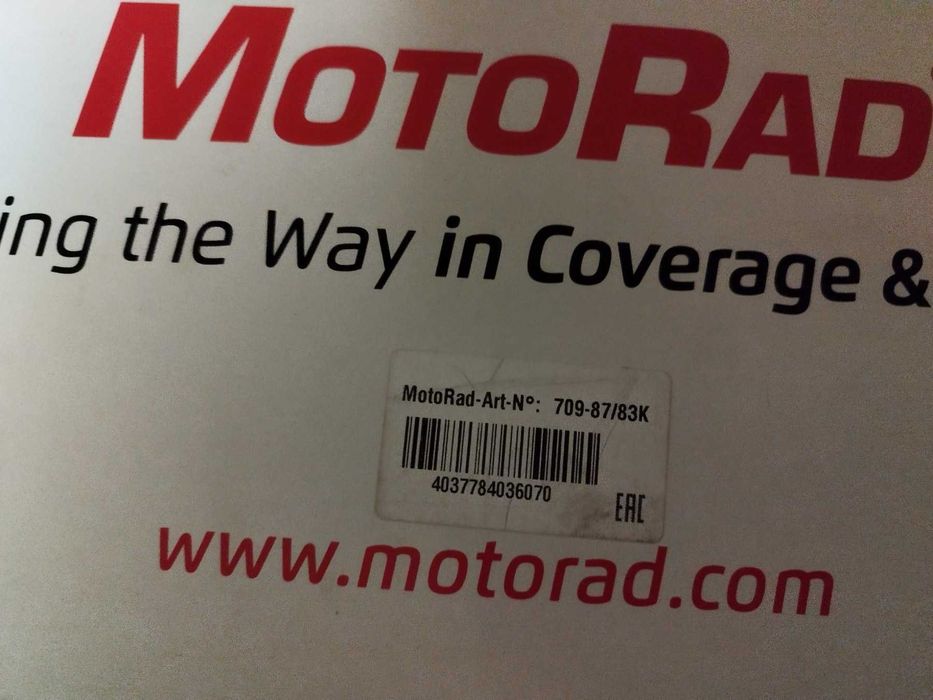 MOTORAD
ing the Way in Coverage &
MotoRad-Art-N°: 709-87/83K
4037784036070
EAC
www.motorad.com